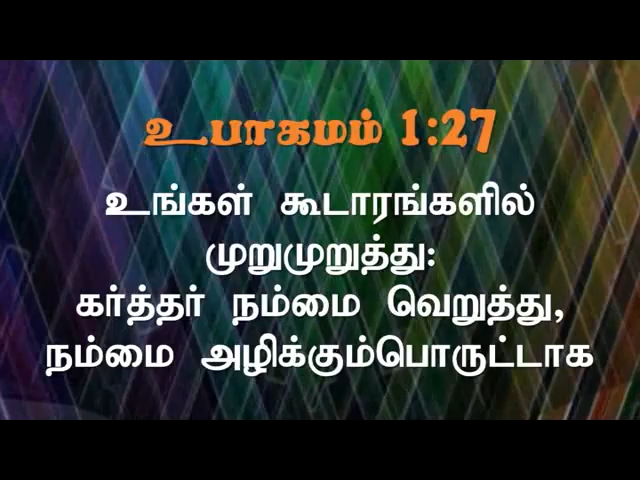 உபாகமம் 1:27
உங்கள் கூடாரங்களில்
முறுமுறுத்து:
கர்த்தர் நம்மை வெறுத்து,
நம்மை அழிக்கும்பொருட்டாக